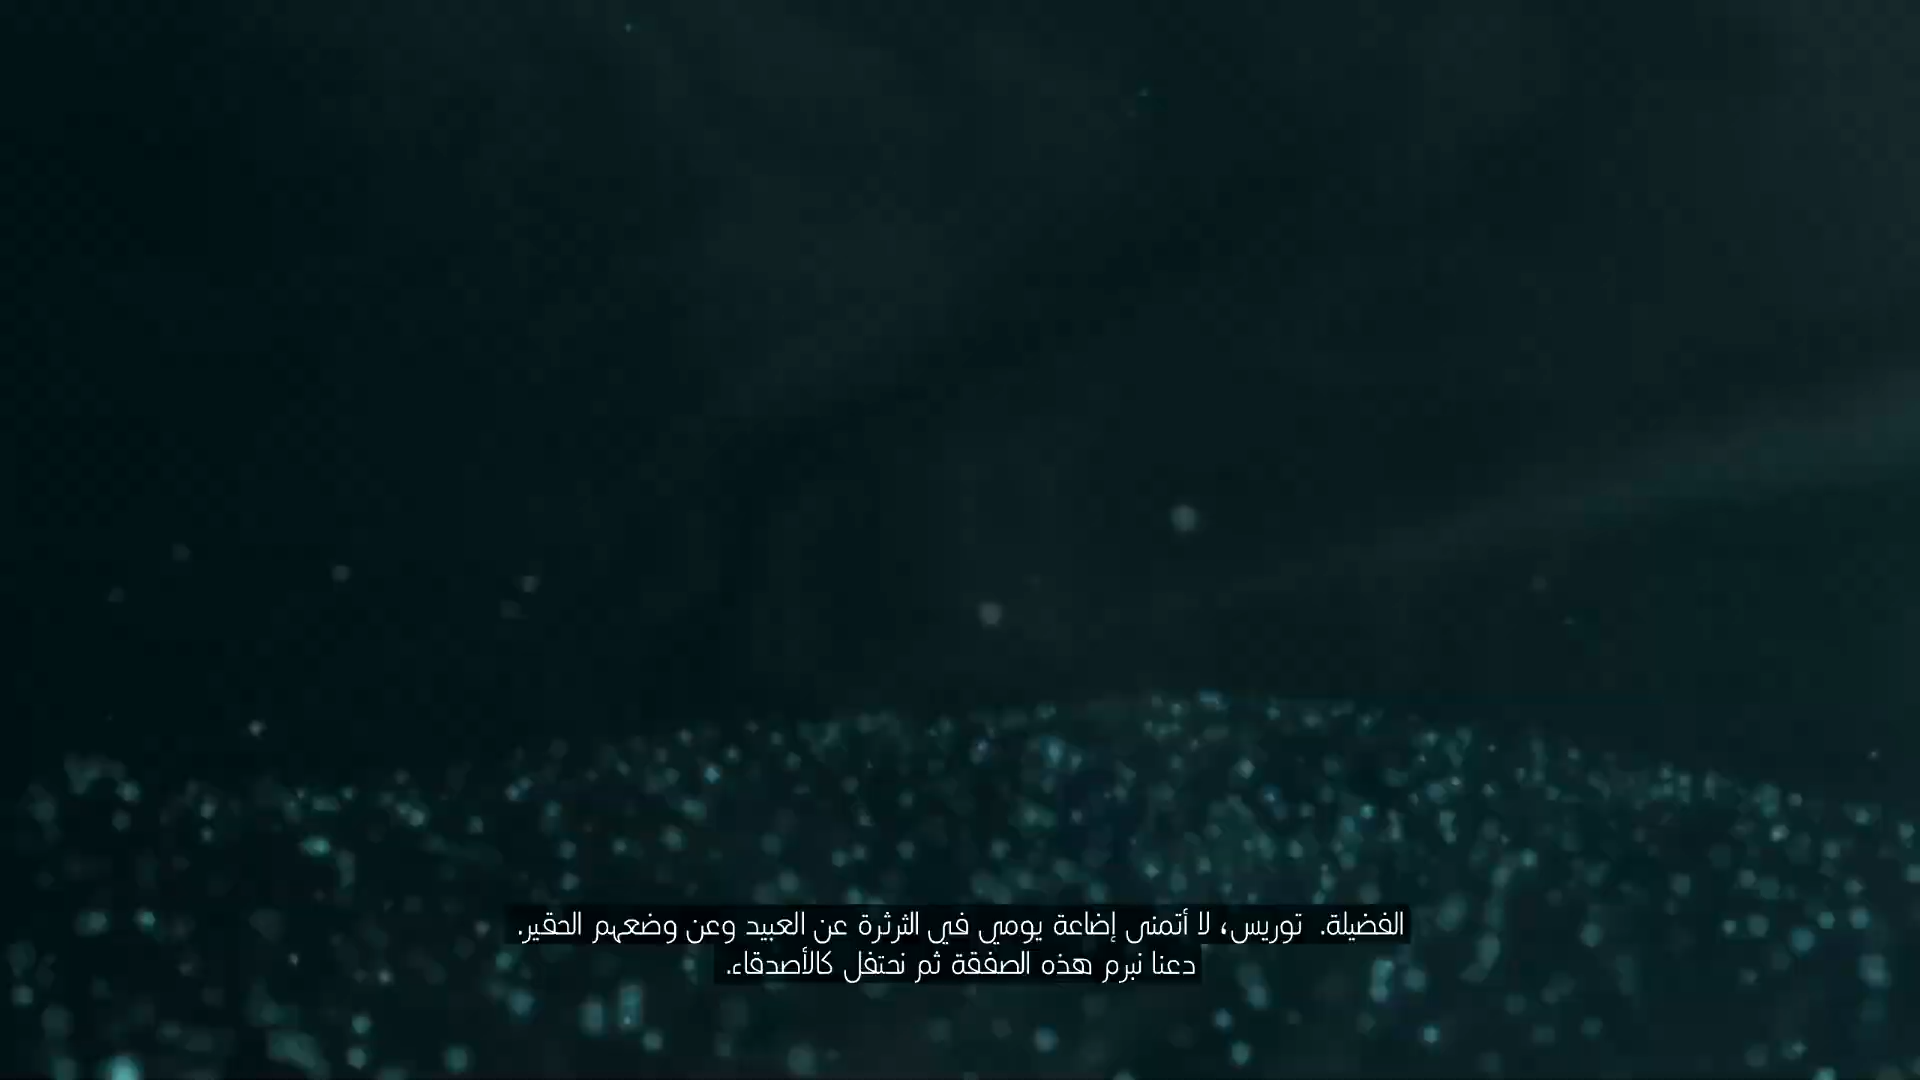 الفضيلة.  توريس، لا أتمنى إضاعة يومي في الثرثرة عن العبيد وعن وضعهم الحقير.
دعنا نبرم هذه الصفقة ثم نحتفل كالأصدقاء.